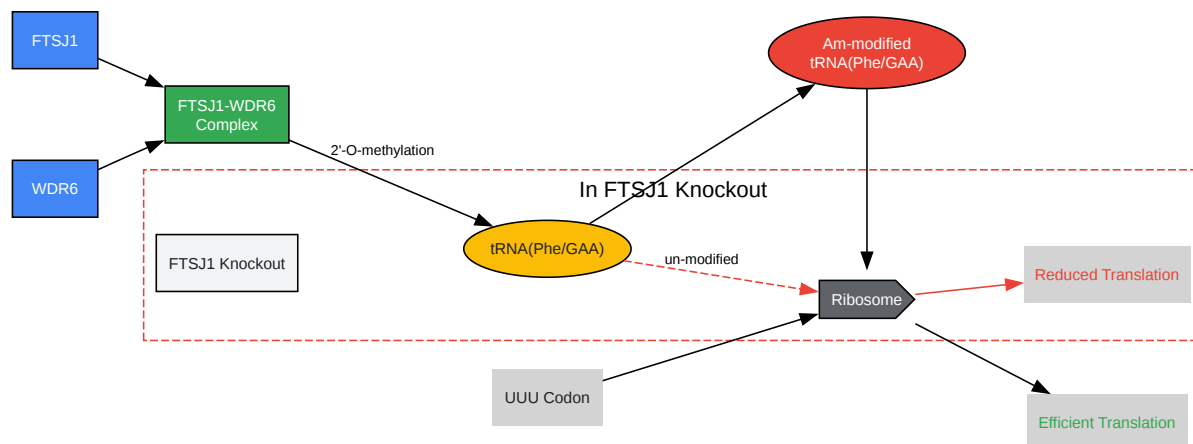 FTSJ1
Am-modified
tRNA(Phe/GAA)
FTSJ1-WDR6
Complex
2'-O-methylation
WDR6
In FTSJ1 Knockout
tRNA(Phe/GAA)
un-modified
FTSJ1 Knockout
Reduced Translation
Ribosome
UUU Codon
Efficient Translation